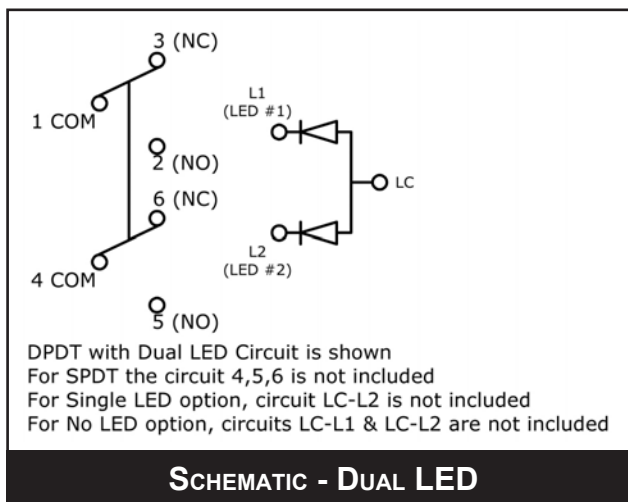 3 (NC)
1 COM
2 (NO)
6 (NC)
4 COM
5 (NO)
L1
(LED #1)
LC
L2
(LED #2)
DPDT with Dual LED Circuit is shown
For SPDT the circuit 4,5,6 is not included
For Single LED option, circuit LC-L2 is not included
For No LED option, circuits LC-L1 & LC-L2 are not included
SCHEMATIC - DUAL LED